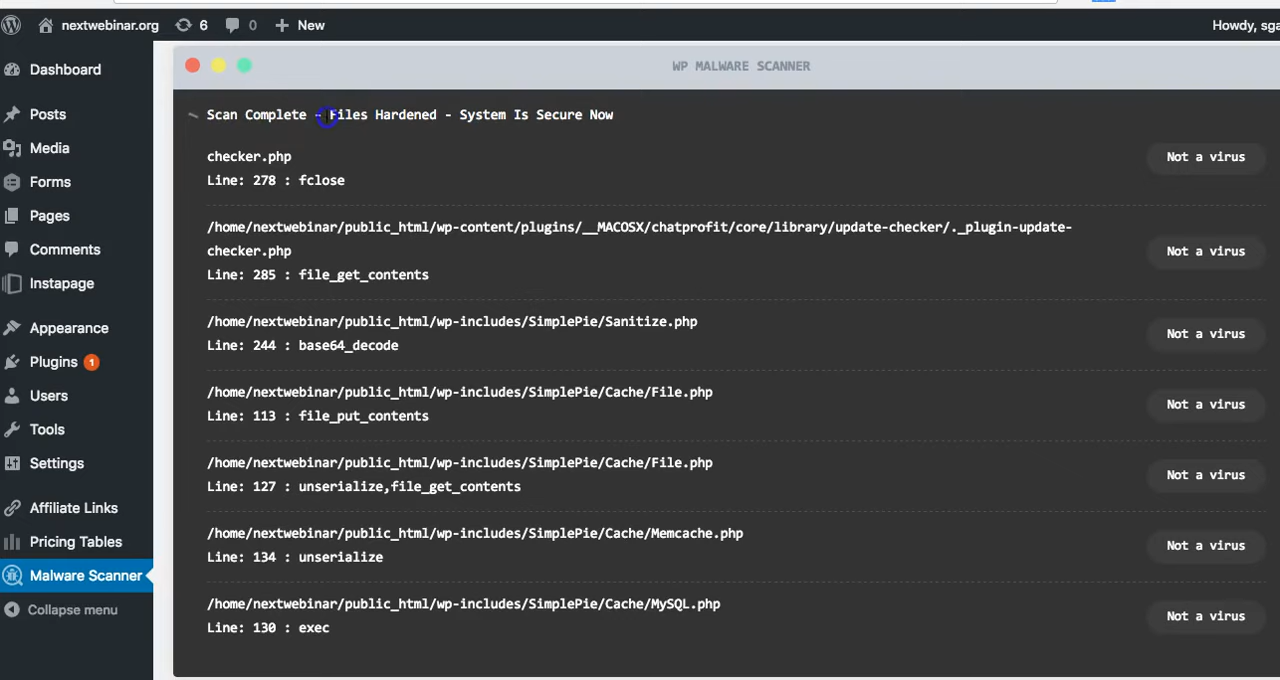 nextwebinar.org 6 0 + New Howdy, sga
Dashboard
Posts
Media
Forms
Pages
Comments
Instapage
Appearance
Plugins 1
Users
Tools
Settings
Affiliate Links
Pricing Tables
Malware Scanner
Collapse menu
WP MALWARE SCANNER
~ Scan Complete - Files Hardened - System Is Secure Now
checker.php Not a virus
Line: 278 : fclose
/home/nextwebinar/public_html/wp-content/plugins/__MACOSX/chatprofit/core/library/update-checker/._plugin-update-
checker.php Not a virus
Line: 285 : file_get_contents
/home/nextwebinar/public_html/wp-includes/SimplePie/Sanitize.php Not a virus
Line: 244 : base64_decode
/home/nextwebinar/public_html/wp-includes/SimplePie/Cache/File.php Not a virus
Line: 113 : file_put_contents
/home/nextwebinar/public_html/wp-includes/SimplePie/Cache/File.php Not a virus
Line: 127 : unserialize,file_get_contents
/home/nextwebinar/public_html/wp-includes/SimplePie/Cache/Memcache.php Not a virus
Line: 134 : unserialize
/home/nextwebinar/public_html/wp-includes/SimplePie/Cache/MySQL.php Not a virus
Line: 130 : exec